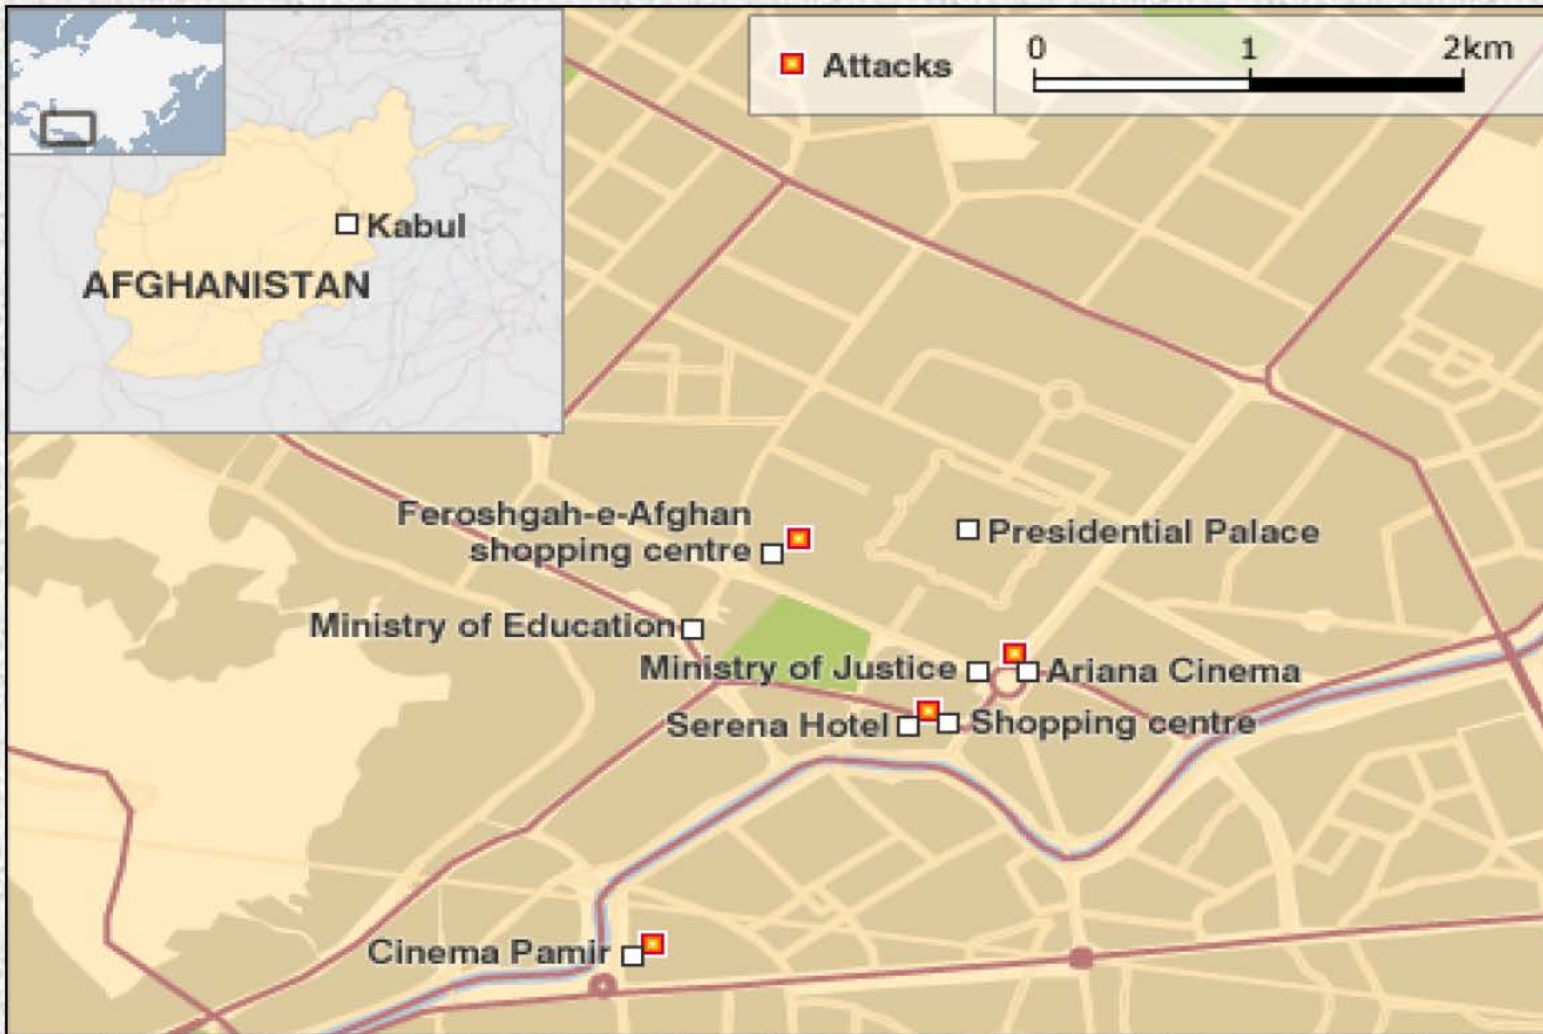 Attacks
0 1 2km
Kabul
AFGHANISTAN
Feroshgah-e-Afghan
shopping centre
Presidential Palace
Ministry of Education
Ministry of Justice
Ariana Cinema
Serena Hotel
Shopping centre
Cinema Pamir